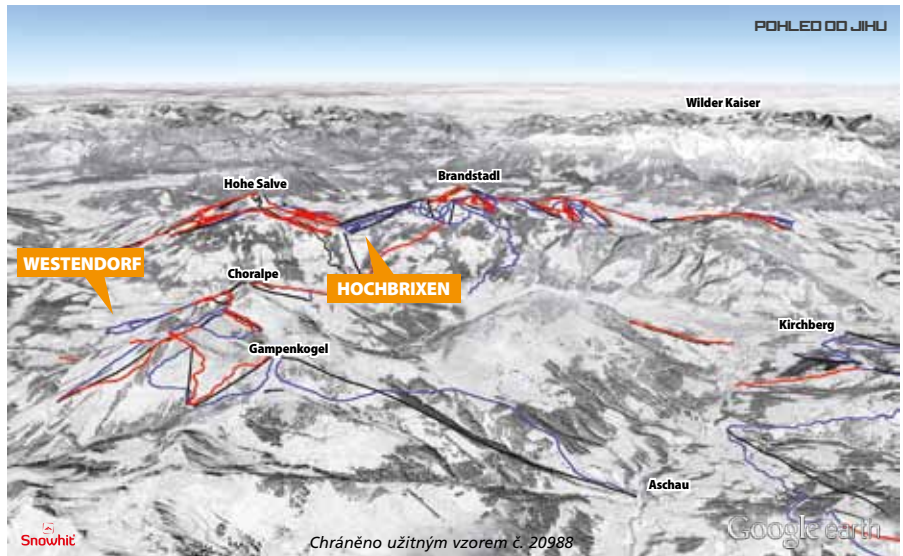 POHLED OD JIHU
Wilder Kaiser
Brandstadl
Hohe Salve
WESTENDORF
Choralpe
HOCHBRIXEN
Kirchberg
Gampenkogel
Aschau
Snowhit
Chráněno užitným vzorem č. 20988
Google earth